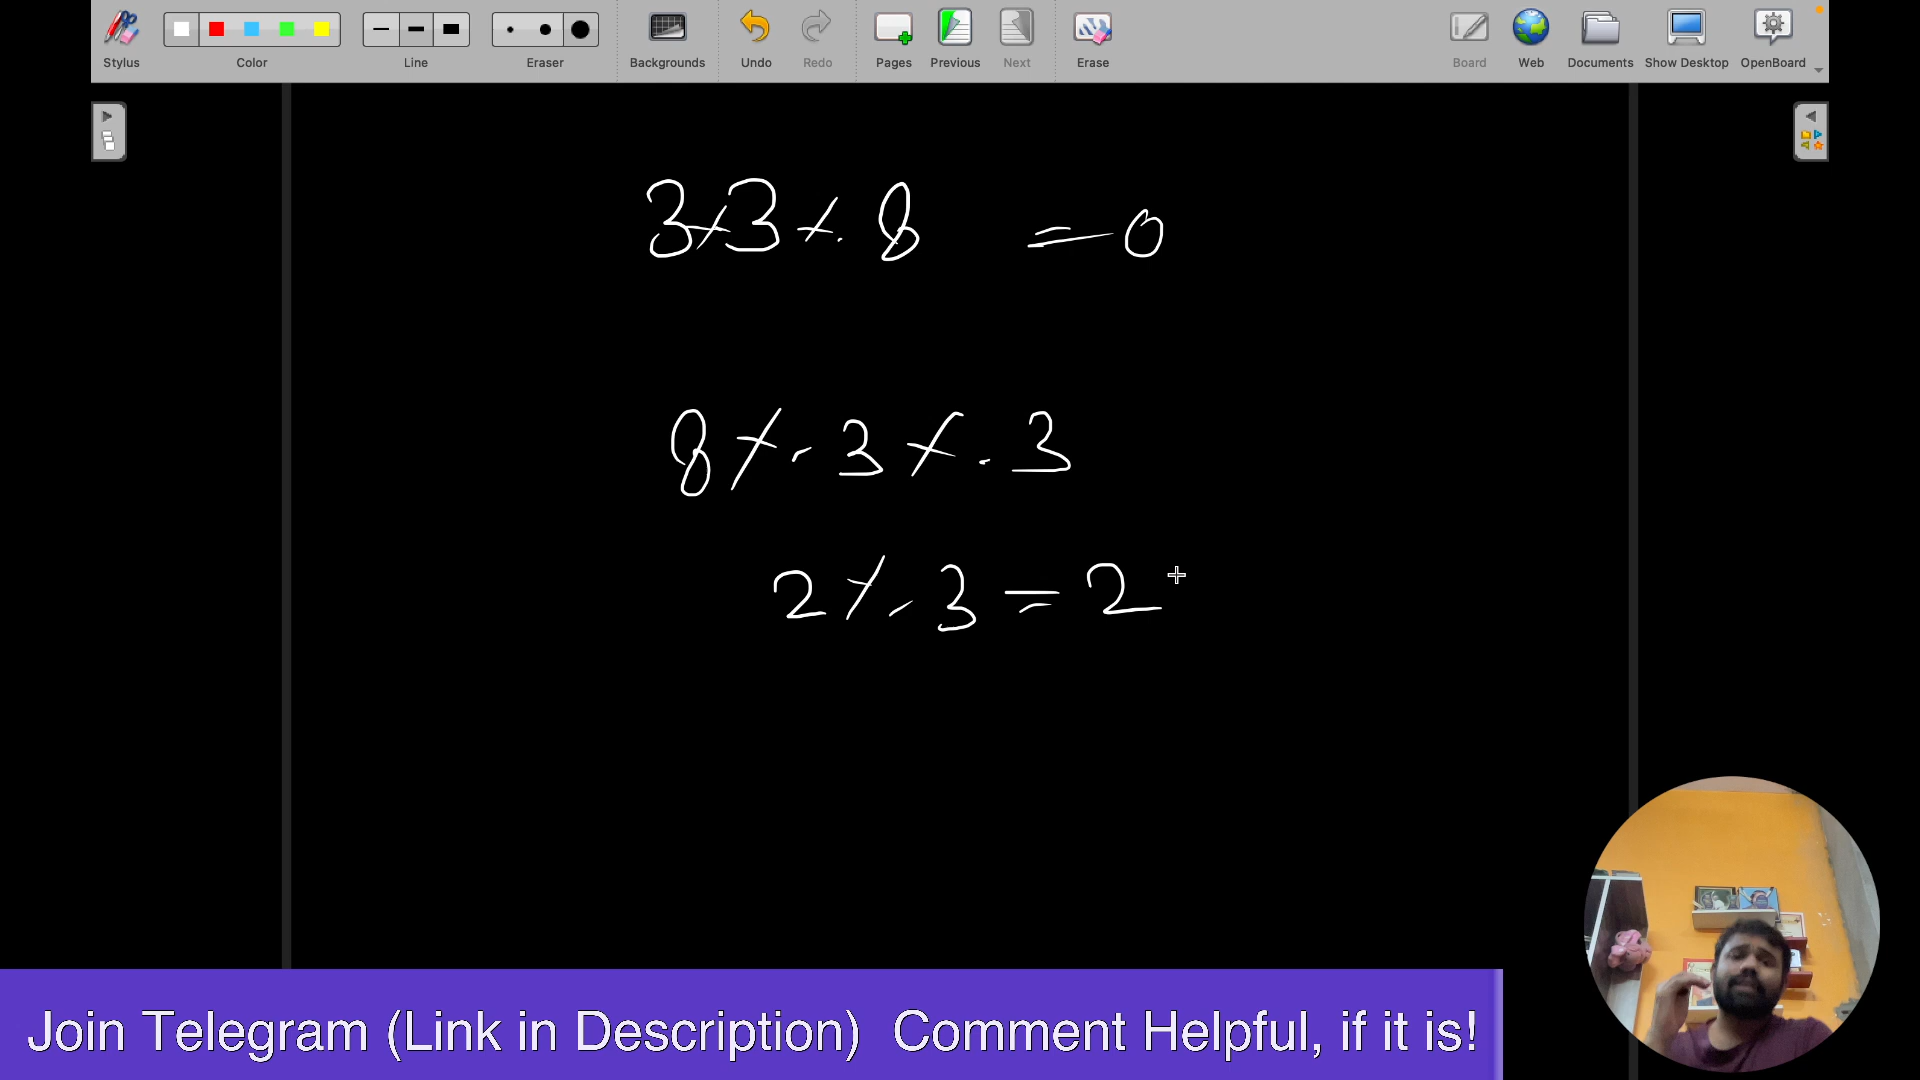 Stylus Color Line Eraser Backgrounds Undo Redo Pages Previous Next Erase Board Web Documents Show Desktop OpenBoard
3%3%8 = 0
8%3%3
2%3=2
Join Telegram (Link in Description) Comment Helpful, if it is!